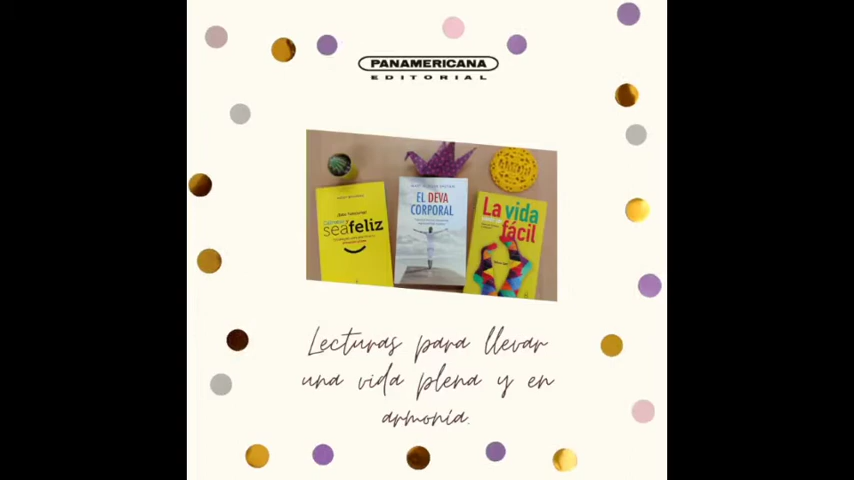 PANAMERICANA
EDITORIAL
seafeliz
EL DEVA
CORPORAL
La vida
fácil
Lecturas para llevar
una vida plena y en
armonía.